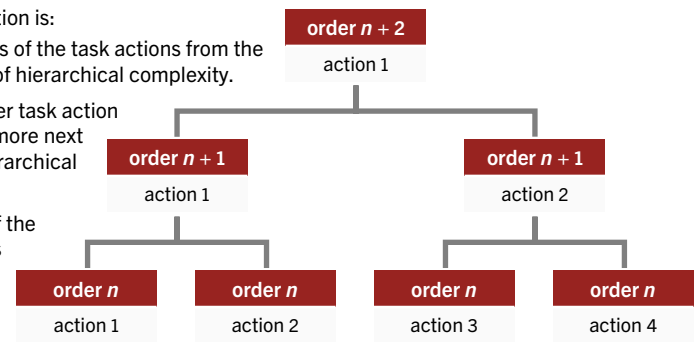 tion is:
s of the task actions from the
of hierarchical complexity.
er task action
more next
rarchical
f the
s
order n + 2
action 1
order n + 1
action 1
order n + 1
action 2
order n
action 1
order n
action 2
order n
action 3
order n
action 4